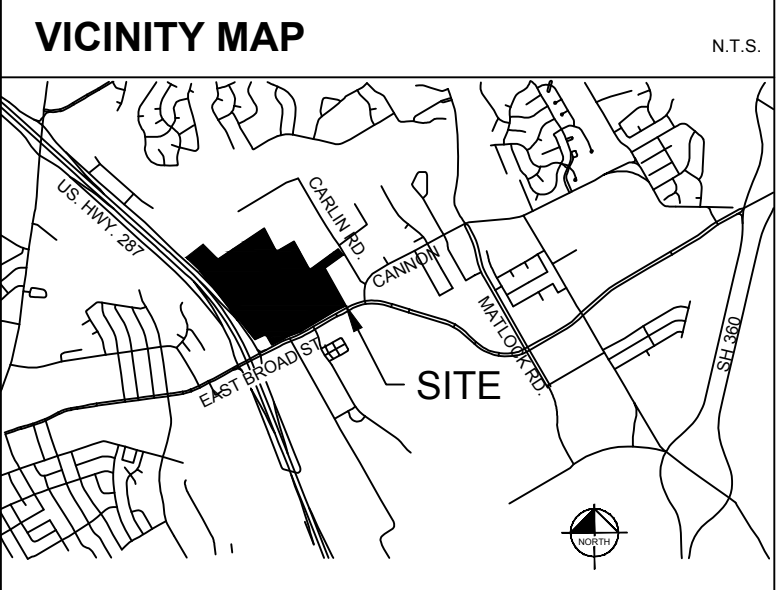 VICINITY MAP
N.T.S.
US. HWY. 287
CARLIN RD.
CANNON
MATLOCK RD.
SH 360
EAST BROAD ST.
SITE
NORTH